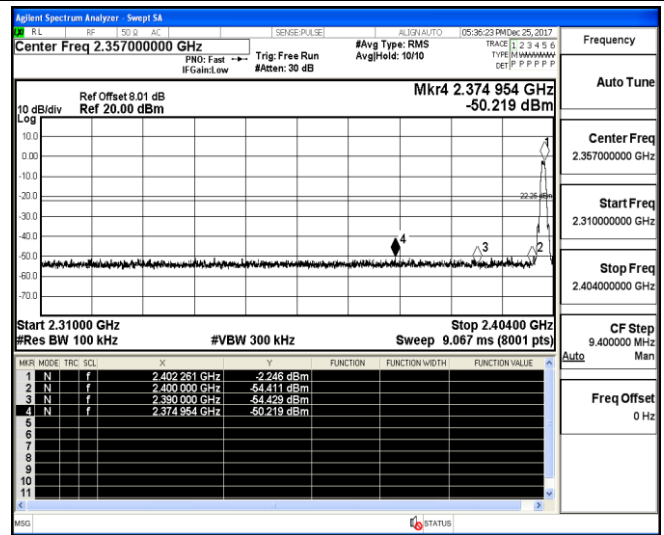 Agilent Spectrum Analyzer - Swept SA
RL RF 50 Ω AC SENSE:PULSE ALIGN AUTO 05:36:23 PM Dec 25, 2017
Center Freq 2.357000000 GHz
PNO: Fast
IFGain:Low
Trig: Free Run
#Atten: 30 dB
#Avg Type: RMS
Avg|Hold: 10/10
TRACE 1 2 3 4 5 6
TYPE M W W W W W
DET P P P P P P
Mkr4 2.374 954 GHz
-50.219 dBm
Ref Offset 8.01 dB
Ref 20.00 dBm
10 dB/div
Log
10.0
0.00
-10.0
-20.0
-30.0
-40.0
-50.0
-60.0
-70.0
1
2
3
4
Start 2.31000 GHz
Stop 2.40400 GHz
#Res BW 100 kHz
#VBW 300 kHz
Sweep 9.067 ms (8001 pts)
MKR MODE TRC SCL X Y FUNCTION FUNCTION WIDTH FUNCTION VALUE
1 N f 2.402 261 GHz -2.246 dBm
2 N f 2.400 000 GHz -54.411 dBm
3 N f 2.390 000 GHz -54.429 dBm
4 N f 2.374 954 GHz -50.219 dBm
5
6
7
8
9
10
11
MSG
STATUS
Frequency
Auto Tune
Center Freq
2.357000000 GHz
Start Freq
2.310000000 GHz
Stop Freq
2.404000000 GHz
CF Step
9.400000 MHz
Auto Man
Freq Offset
0 Hz